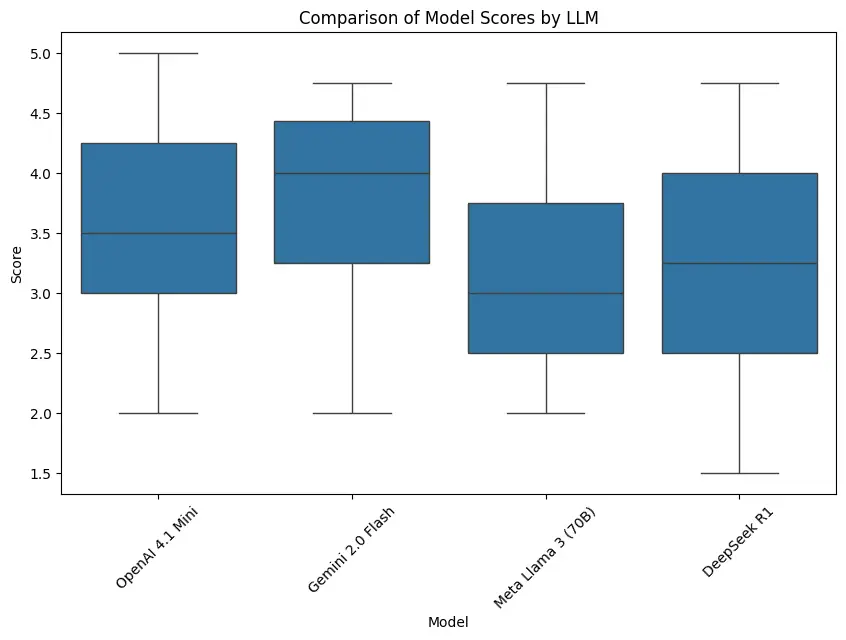 Comparison of Model Scores by LLM
Score
5.0
4.5
4.0
3.5
3.0
2.5
2.0
1.5
OpenAI 4.1 Mini
Gemini 2.0 Flash
Meta Llama 3 (70B)
DeepSeek R1
Model